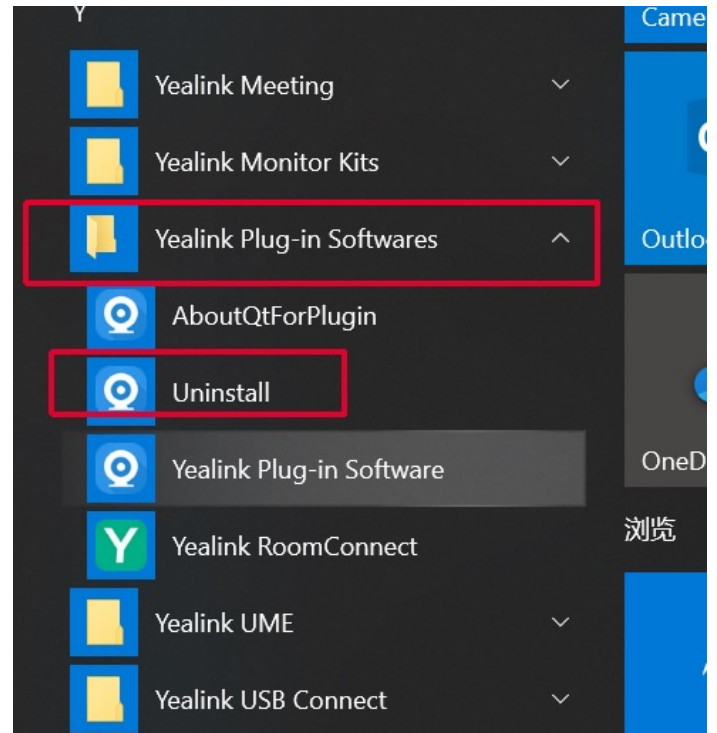 Y
Yealink Meeting
Yealink Monitor Kits
Yealink Plug-in Softwares
AboutQtForPlugin
Uninstall
Yealink Plug-in Software
Y
Yealink RoomConnect
Yealink UME
Yealink USB Connect
Came
Outlo
OneD
浏览